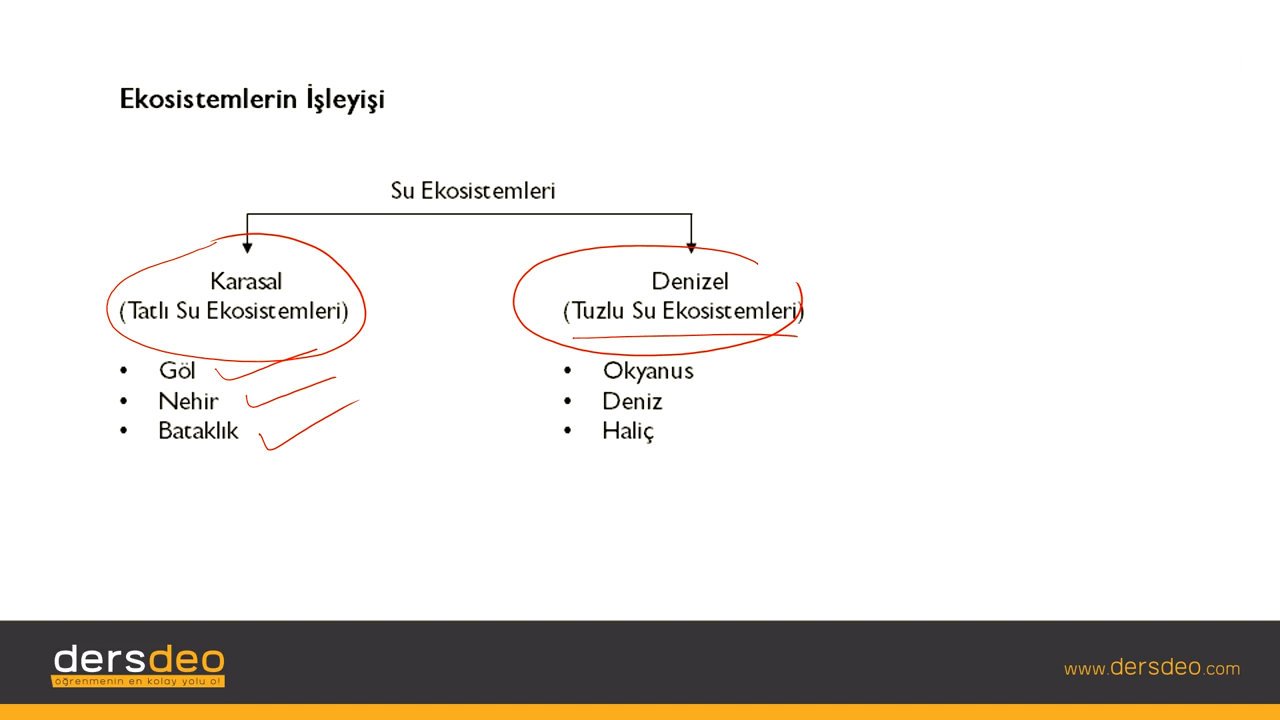 Ekosistemlerin İşleyişi
Su Ekosistemleri
Karasal
(Tatlı Su Ekosistemleri)
• Göl
• Nehir
• Bataklık
Denizel
(Tuzlu Su Ekosistemleri)
• Okyanus
• Deniz
• Haliç
dersdeo
öğrenmenin en kolay yolu o!
www.dersdeo.com